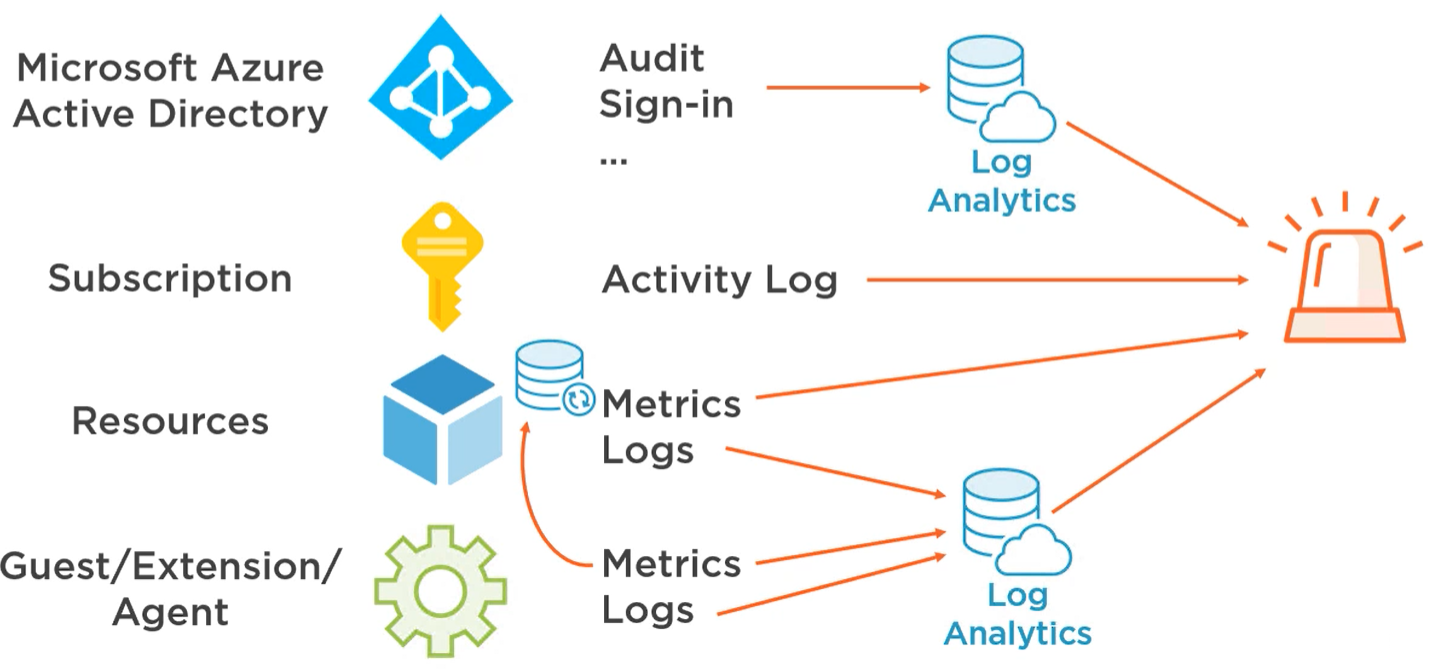 Microsoft Azure
Active Directory
Audit
Sign-in
...
Log
Analytics
Subscription
Activity Log
Resources
Metrics
Logs
Guest/Extension/
Agent
Metrics
Logs
Log
Analytics